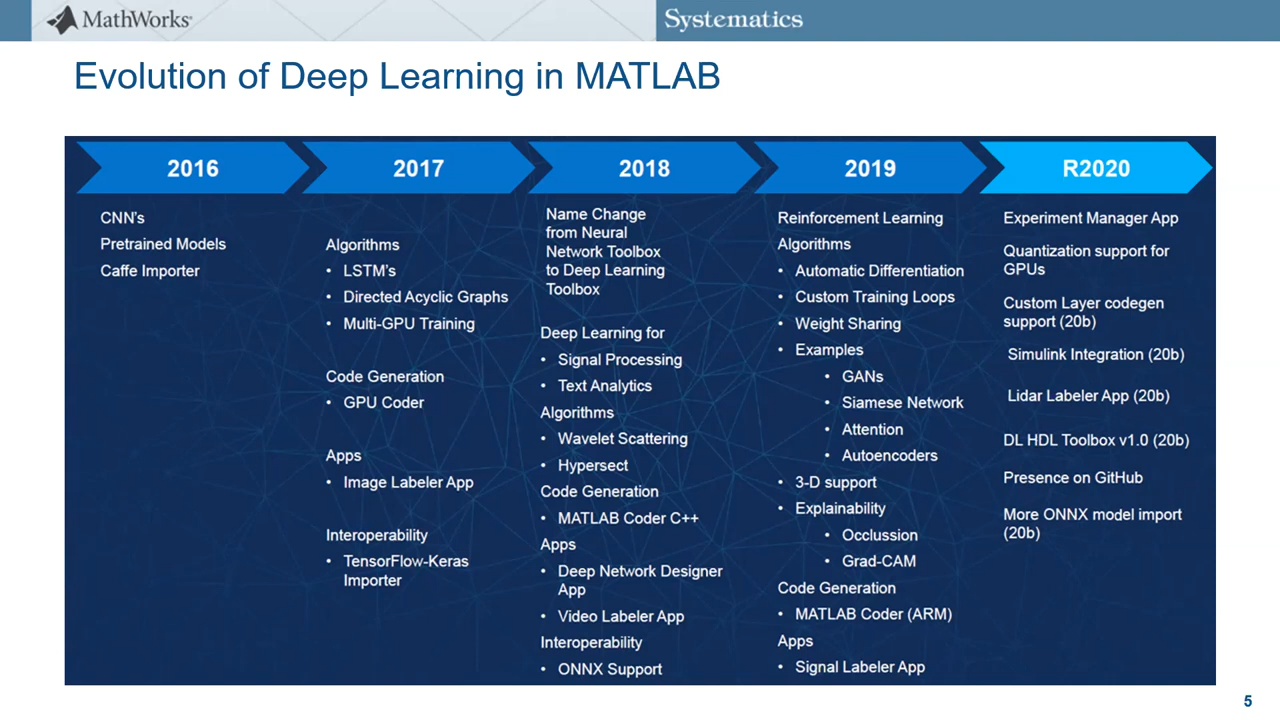 MathWorks®
Systematics
Evolution of Deep Learning in MATLAB
2016
CNN's
Pretrained Models
Caffe Importer
2017
Algorithms
• LSTM's
• Directed Acyclic Graphs
• Multi-GPU Training
Code Generation
• GPU Coder
Apps
• Image Labeler App
Interoperability
• TensorFlow-Keras
Importer
2018
Name Change
from Neural
Network Toolbox
to Deep Learning
Toolbox
Deep Learning for
• Signal Processing
• Text Analytics
Algorithms
• Wavelet Scattering
• Hypersect
Code Generation
• MATLAB Coder C++
Apps
• Deep Network Designer
App
• Video Labeler App
Interoperability
• ONNX Support
2019
Reinforcement Learning
Algorithms
• Automatic Differentiation
• Custom Training Loops
• Weight Sharing
• Examples
• GANs
• Siamese Network
• Attention
• Autoencoders
• 3-D support
• Explainability
• Occlussion
• Grad-CAM
Code Generation
• MATLAB Coder (ARM)
Apps
• Signal Labeler App
R2020
Experiment Manager App
Quantization support for
GPUs
Custom Layer codegen
support (20b)
Simulink Integration (20b)
Lidar Labeler App (20b)
DL HDL Toolbox v1.0 (20b)
Presence on GitHub
More ONNX model import
(20b)
5